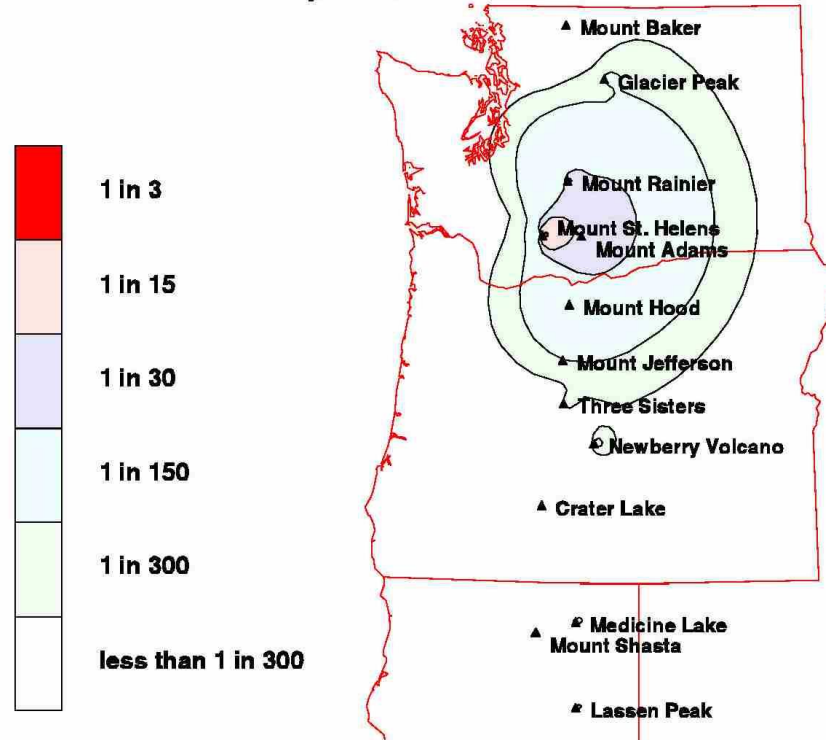 Mount Baker
Glacier Peak
Mount Rainier
Mount St. Helens
Mount Adams
Mount Hood
Mount Jefferson
Three Sisters
Newberry Volcano
Crater Lake
Medicine Lake
Mount Shasta
Lassen Peak
1 in 3
1 in 15
1 in 30
1 in 150
1 in 300
less than 1 in 300